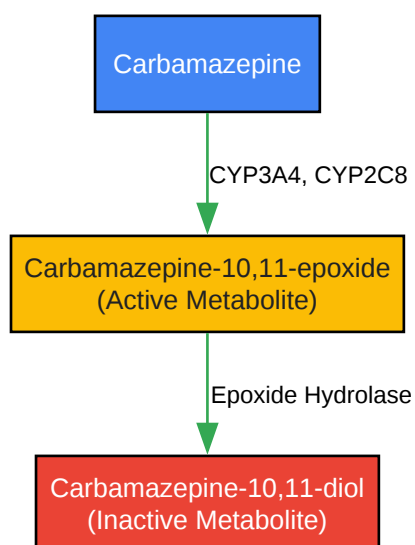 Carbamazepine
CYP3A4, CYP2C8
Carbamazepine-10,11-epoxide
(Active Metabolite)
Epoxide Hydrolase
Carbamazepine-10,11-diol
(Inactive Metabolite)